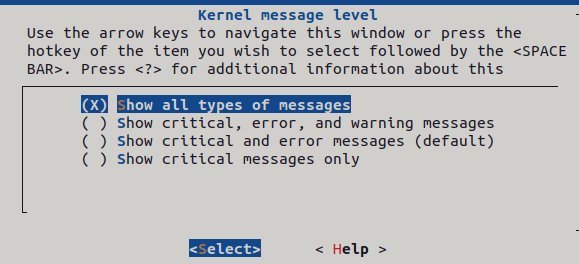 Kernel message level
Use the arrow keys to navigate this window or press the
hotkey of the item you wish to select followed by the <SPACE
BAR>. Press <?> for additional information about this
(X) Show all types of messages
( ) Show critical, error, and warning messages
( ) Show critical and error messages (default)
( ) Show critical messages only
<Select> < Help >